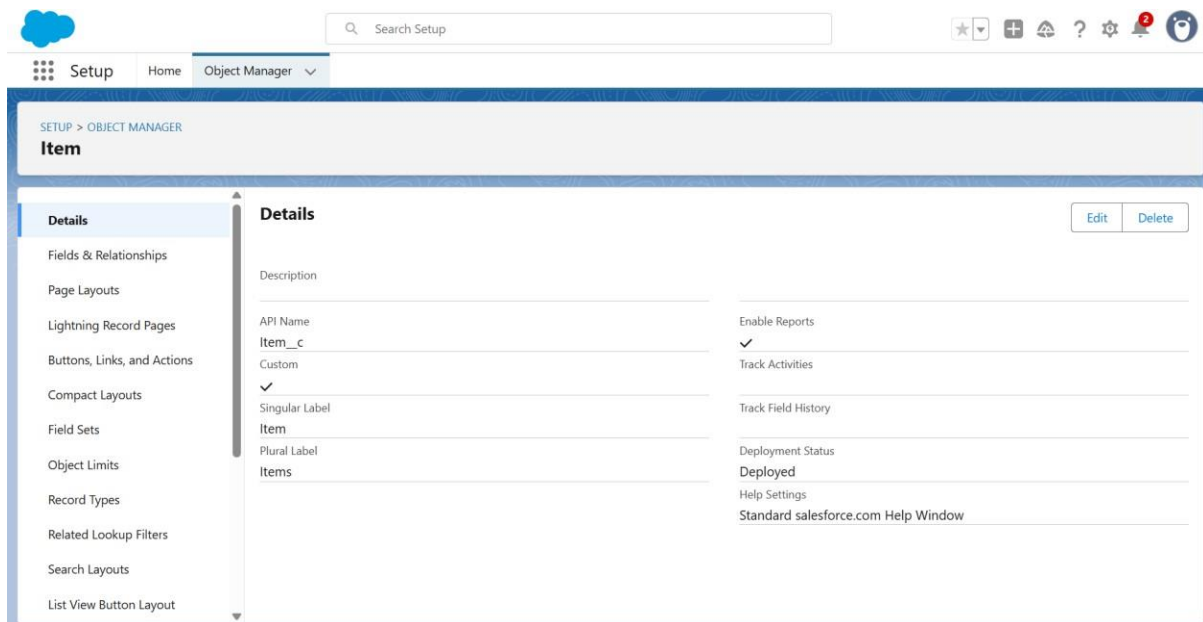 Search Setup
2
Setup Home Object Manager
SETUP > OBJECT MANAGER
Item
Details
Fields & Relationships
Page Layouts
Lightning Record Pages
Buttons, Links, and Actions
Compact Layouts
Field Sets
Object Limits
Record Types
Related Lookup Filters
Search Layouts
List View Button Layout
Details
Edit Delete
Description
API Name
Item__c
Custom
Singular Label
Item
Plural Label
Items
Enable Reports
Track Activities
Track Field History
Deployment Status
Deployed
Help Settings
Standard salesforce.com Help Window